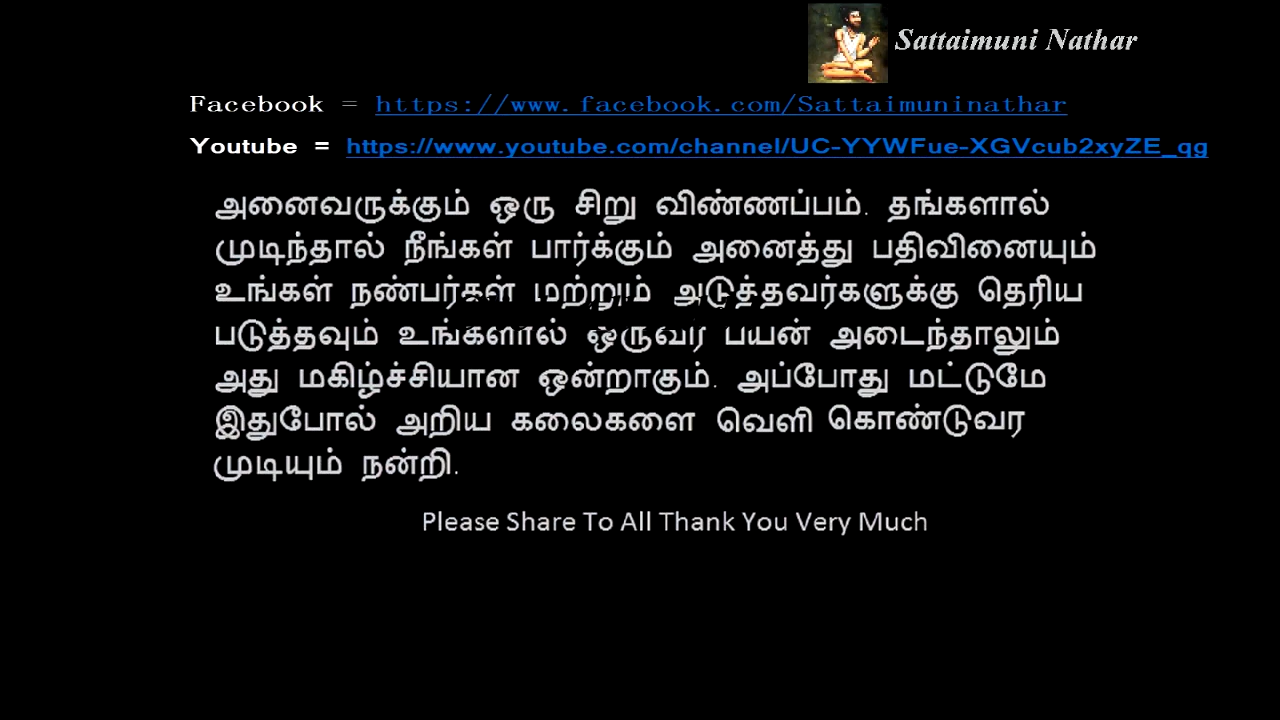 Sattaimuni Nathar
Facebook = https://www.facebook.com/Sattaimuninathar
Youtube = https://www.youtube.com/channel/UC-YYWFue-XGVcub2xyZE_qg
அனைவருக்கும் ஒரு சிறு விண்ணப்பம். தங்களால்
முடிந்தால் நீங்கள் பார்க்கும் அனைத்து பதிவினையும்
உங்கள் நண்பர்கள் மற்றும் அடுத்தவர்களுக்கு தெரிய
படுத்தவும் உங்களால் ஒருவர் பயன் அடைந்தாலும்
அது மகிழ்ச்சியான ஒன்றாகும். அப்போது மட்டுமே
இதுபோல் அறிய கலைகளை வெளி கொண்டுவர
முடியும் நன்றி.
Please Share To All Thank You Very Much